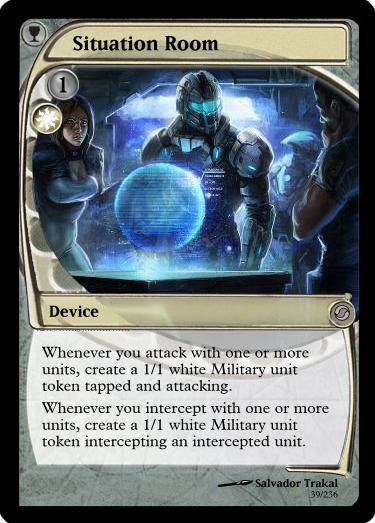 Situation Room
1
Device
Whenever you attack with one or more
units, create a 1/1 white Military unit
token tapped and attacking.
Whenever you intercept with one or more
units, create a 1/1 white Military unit
token intercepting an intercepted unit.
Salvador Trakal
39/236